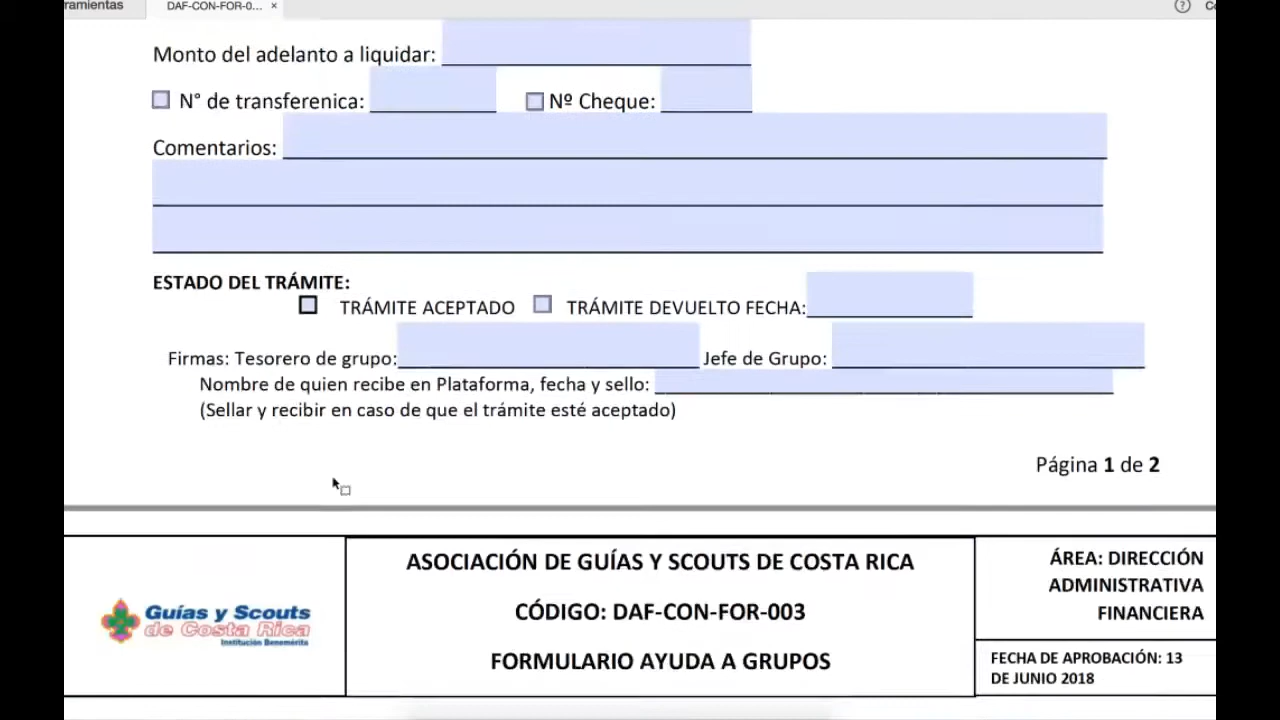 ramientas
DAF-CON-FOR-0... ×
?
Monto del adelanto a liquidar:
N° de transferenica:
Nº Cheque:
Comentarios:
ESTADO DEL TRÁMITE:
TRÁMITE ACEPTADO
TRÁMITE DEVUELTO FECHA:
Firmas: Tesorero de grupo:
Jefe de Grupo:
Nombre de quien recibe en Plataforma, fecha y sello:
(Sellar y recibir en caso de que el trámite esté aceptado)
Página 1 de 2
Guías y Scouts
de Costa Rica
Institución Benemérita
ASOCIACIÓN DE GUÍAS Y SCOUTS DE COSTA RICA
CÓDIGO: DAF-CON-FOR-003
FORMULARIO AYUDA A GRUPOS
ÁREA: DIRECCIÓN
ADMINISTRATIVA
FINANCIERA
FECHA DE APROBACIÓN: 13
DE JUNIO 2018